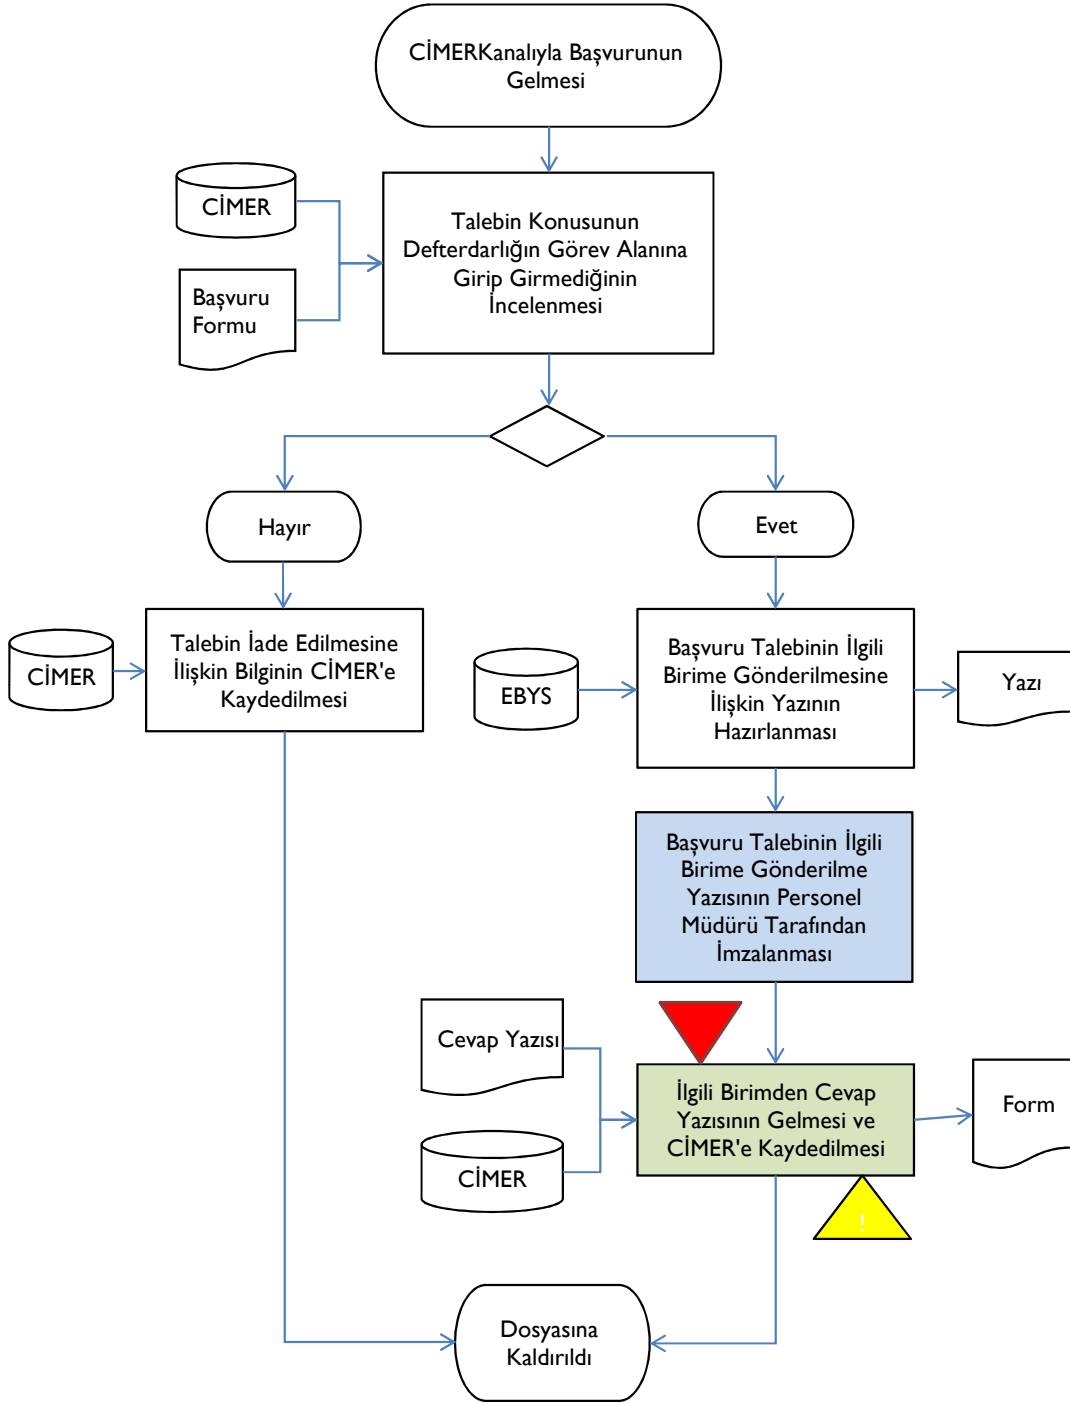 CİMERKanalıyla Başvurunun
Gelmesi
CİMER
Başvuru
Formu
Talebin Konusunun
Defterdarlığın Görev Alanına
Girip Girmediğinin
İncelenmesi
Hayır
Evet
CİMER
Talebin İade Edilmesine
İlişkin Bilginin CİMER'e
Kaydedilmesi
EBYS
Başvuru Talebinin İlgili
Birime Gönderilmesine
İlişkin Yazının
Hazırlanması
Yazı
Başvuru Talebinin İlgili
Birime Gönderilme
Yazısının Personel
Müdürü Tarafından
İmzalanması
Cevap Yazısı
CİMER
İlgili Birimden Cevap
Yazısının Gelmesi ve
CİMER'e Kaydedilmesi
Form
!
Dosyasına
Kaldırıldı